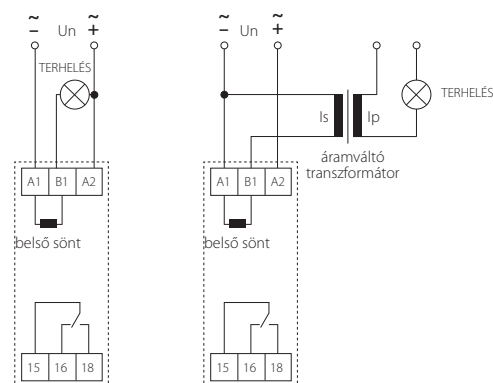 ~ Un ~
– +
TERHELÉS
A1 B1 A2
belső sönt
15 16 18
~ Un ~
– +
TERHELÉS
Is Ip
áramváltó
transzformátor
A1 B1 A2
belső sönt
15 16 18